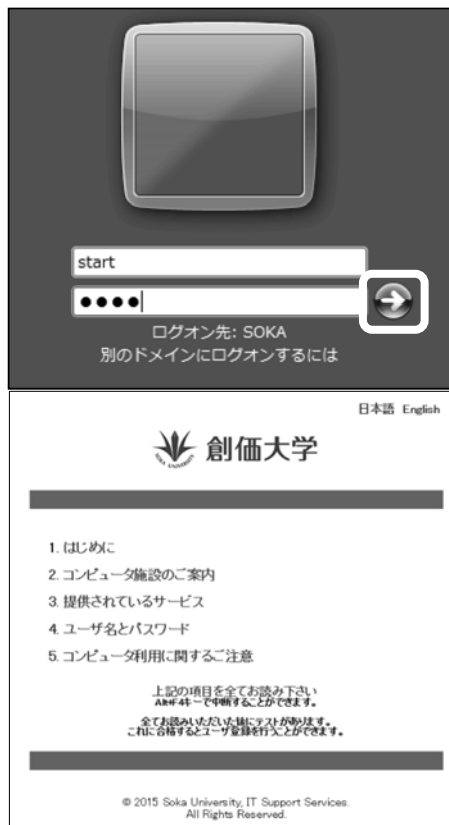 start
●●●●
ログオン先: SOKA
別のドメインにログオンするには
日本語 English
SOKA UNIVERSITY
創価大学
1. はじめに
2. コンピュータ施設のご案内
3. 提供されているサービス
4. ユーザ名とパスワード
5. コンピュータ利用に関するご注意
上記の項目を全てお読み下さい
Alt+F4キーで中断することができます。
全てお読みいただいた後にテストがあります。
これに合格するとユーザ登録を行うことができます。
© 2015 Soka University, IT Support Services.
All Rights Reserved.